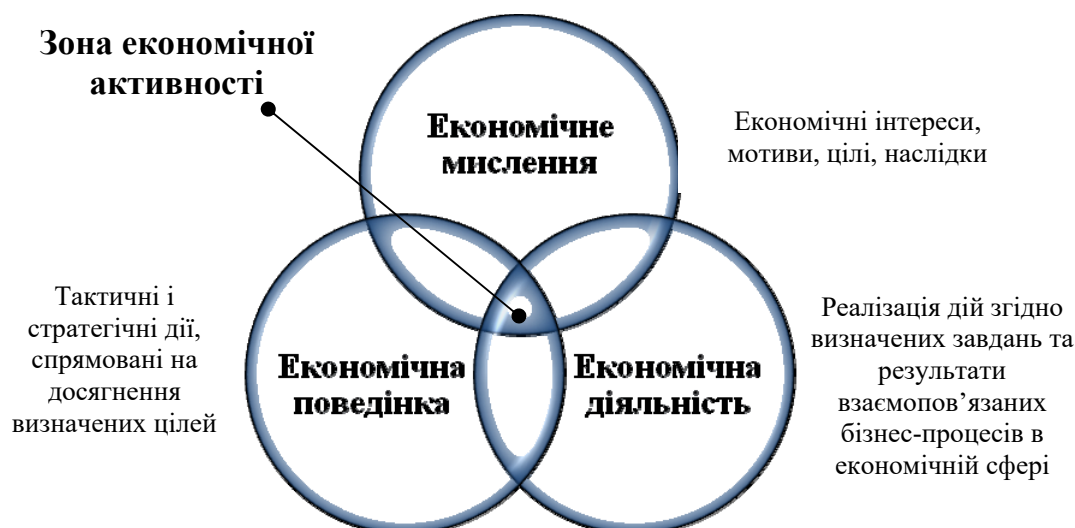 Зона економічної
активності
Економічне
мислення
Економічні інтереси,
мотиви, цілі, наслідки
Тактичні і
стратегічні дії,
спрямовані на
досягнення
визначених цілей
Економічна
поведінка
Економічна
діяльність
Реалізація дій згідно
визначених завдань та
результати
взаємопов’язаних
бізнес-процесів в
економічній сфері